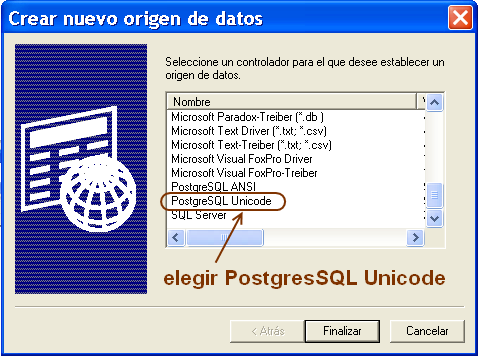 Crear nuevo origen de datos
Seleccione un controlador para el que desee establecer un
origen de datos.
Nombre
Microsoft Paradox-Treiber (*.db )
Microsoft Text Driver (*.txt; *.csv)
Microsoft Text-Treiber (*.txt; *.csv)
Microsoft Visual FoxPro Driver
Microsoft Visual FoxPro-Treiber
PostgreSQL ANSI
PostgreSQL Unicode
SQL Server
elegir PostgresSQL Unicode
< Atrás
Finalizar
Cancelar